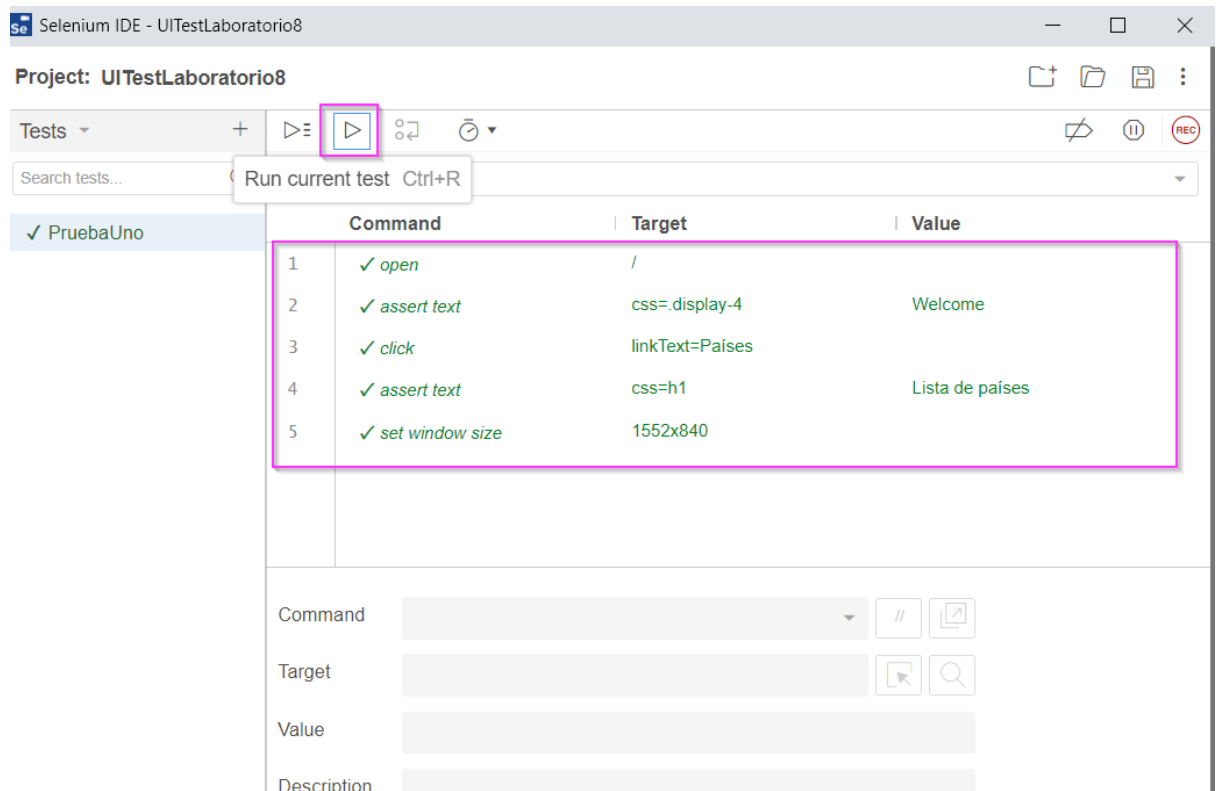 Se Selenium IDE - UITestLaboratorio8
Project: UITestLaboratorio8
Tests
REC
Search tests...
Run current test Ctrl+R
✓ PruebaUno
Command Target Value
1 ✓ open /
2 ✓ assert text css=.display-4 Welcome
3 ✓ click linkText=Países
4 ✓ assert text css=h1 Lista de países
5 ✓ set window size 1552x840
Command
//
Target
Value
Description